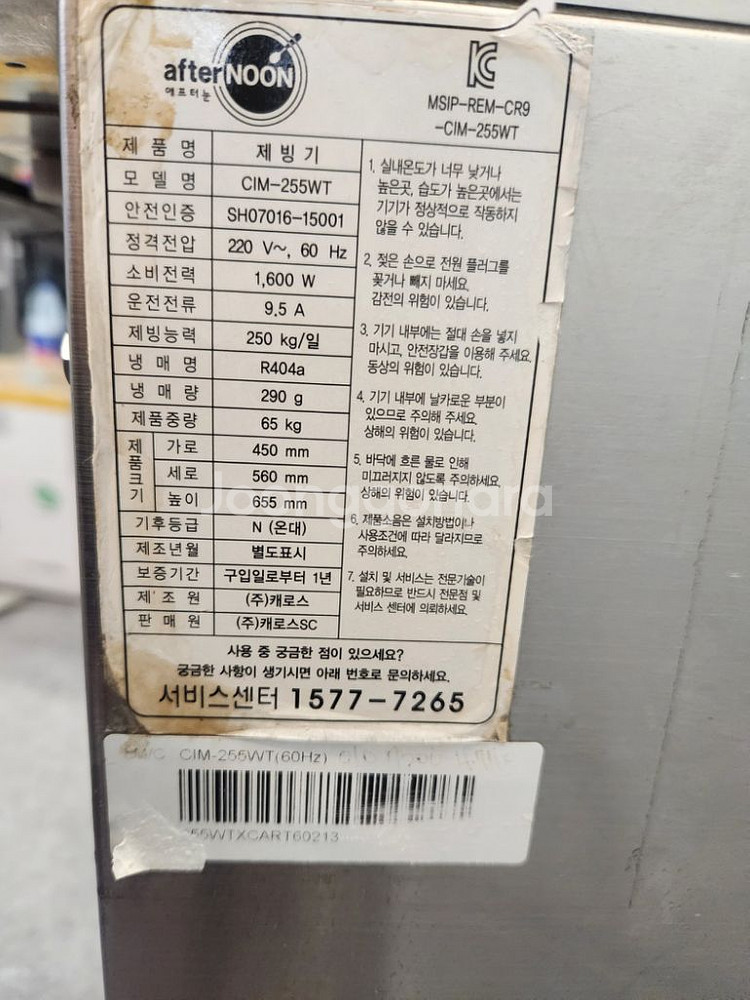 afterNOON
애프터눈
MSIP-REM-CR9
-CIM-255WT
제품명 제빙기
모델명 CIM-255WT
안전인증 SH07016-15001
정격전압 220 V~, 60 Hz
소비전력 1,600 W
운전전류 9.5 A
제빙능력 250 kg/일
냉매명 R404a
냉매량 290 g
제품중량 65 kg
제품크기 가로 450 mm
세로 560 mm
높이 655 mm
기후등급 N (온대)
제조년월 별도표시
보증기간 구입일로부터 1년
제조원 (주)캐로스
판매원 (주)캐로스SC
1. 실내온도가 너무 낮거나
높은곳, 습도가 높은곳에서는
기기가 정상적으로 작동하지
않을 수 있습니다.
2. 젖은 손으로 전원 플러그를
꽂거나 빼지 마세요.
감전의 위험이 있습니다.
3. 기기 내부에는 절대 손을 넣지
마시고, 안전장갑을 이용해 주세요.
동상의 위험이 있습니다.
4. 기기 내부에 날카로운 부분이
있으므로 주의해 주세요.
상해의 위험이 있습니다.
5. 바닥에 흐른 물로 인해
미끄러지지 않도록 주의하세요.
상해의 위험이 있습니다.
6. 제품소음은 설치방법이나
사용조건에 따라 달라지므로
주의하세요.
7. 설치 및 서비스는 전문기술이
필요하므로 반드시 전문점 및
서비스 센터에 의뢰하세요.
사용 중 궁금한 점이 있으세요?
궁금한 사항이 생기시면 아래 번호로 문의하세요.
서비스센터 1577-7265
CIM-255WT(60Hz)
55WTXCART60213
Joonggonara